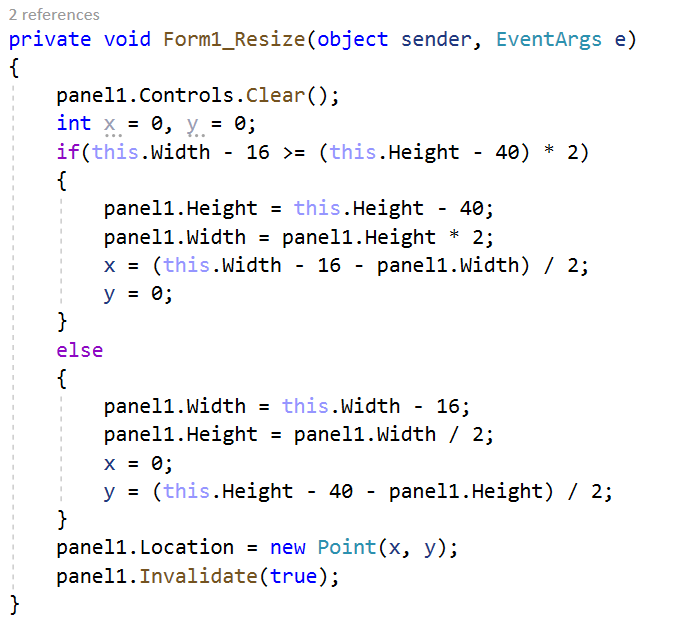 2 references
private void Form1_Resize(object sender, EventArgs e)
{
    panel1.Controls.Clear();
    int x = 0, y = 0;
    if(this.Width - 16 >= (this.Height - 40) * 2)
    {
        panel1.Height = this.Height - 40;
        panel1.Width = panel1.Height * 2;
        x = (this.Width - 16 - panel1.Width) / 2;
        y = 0;
    }
    else
    {
        panel1.Width = this.Width - 16;
        panel1.Height = panel1.Width / 2;
        x = 0;
        y = (this.Height - 40 - panel1.Height) / 2;
    }
    panel1.Location = new Point(x, y);
    panel1.Invalidate(true);
}